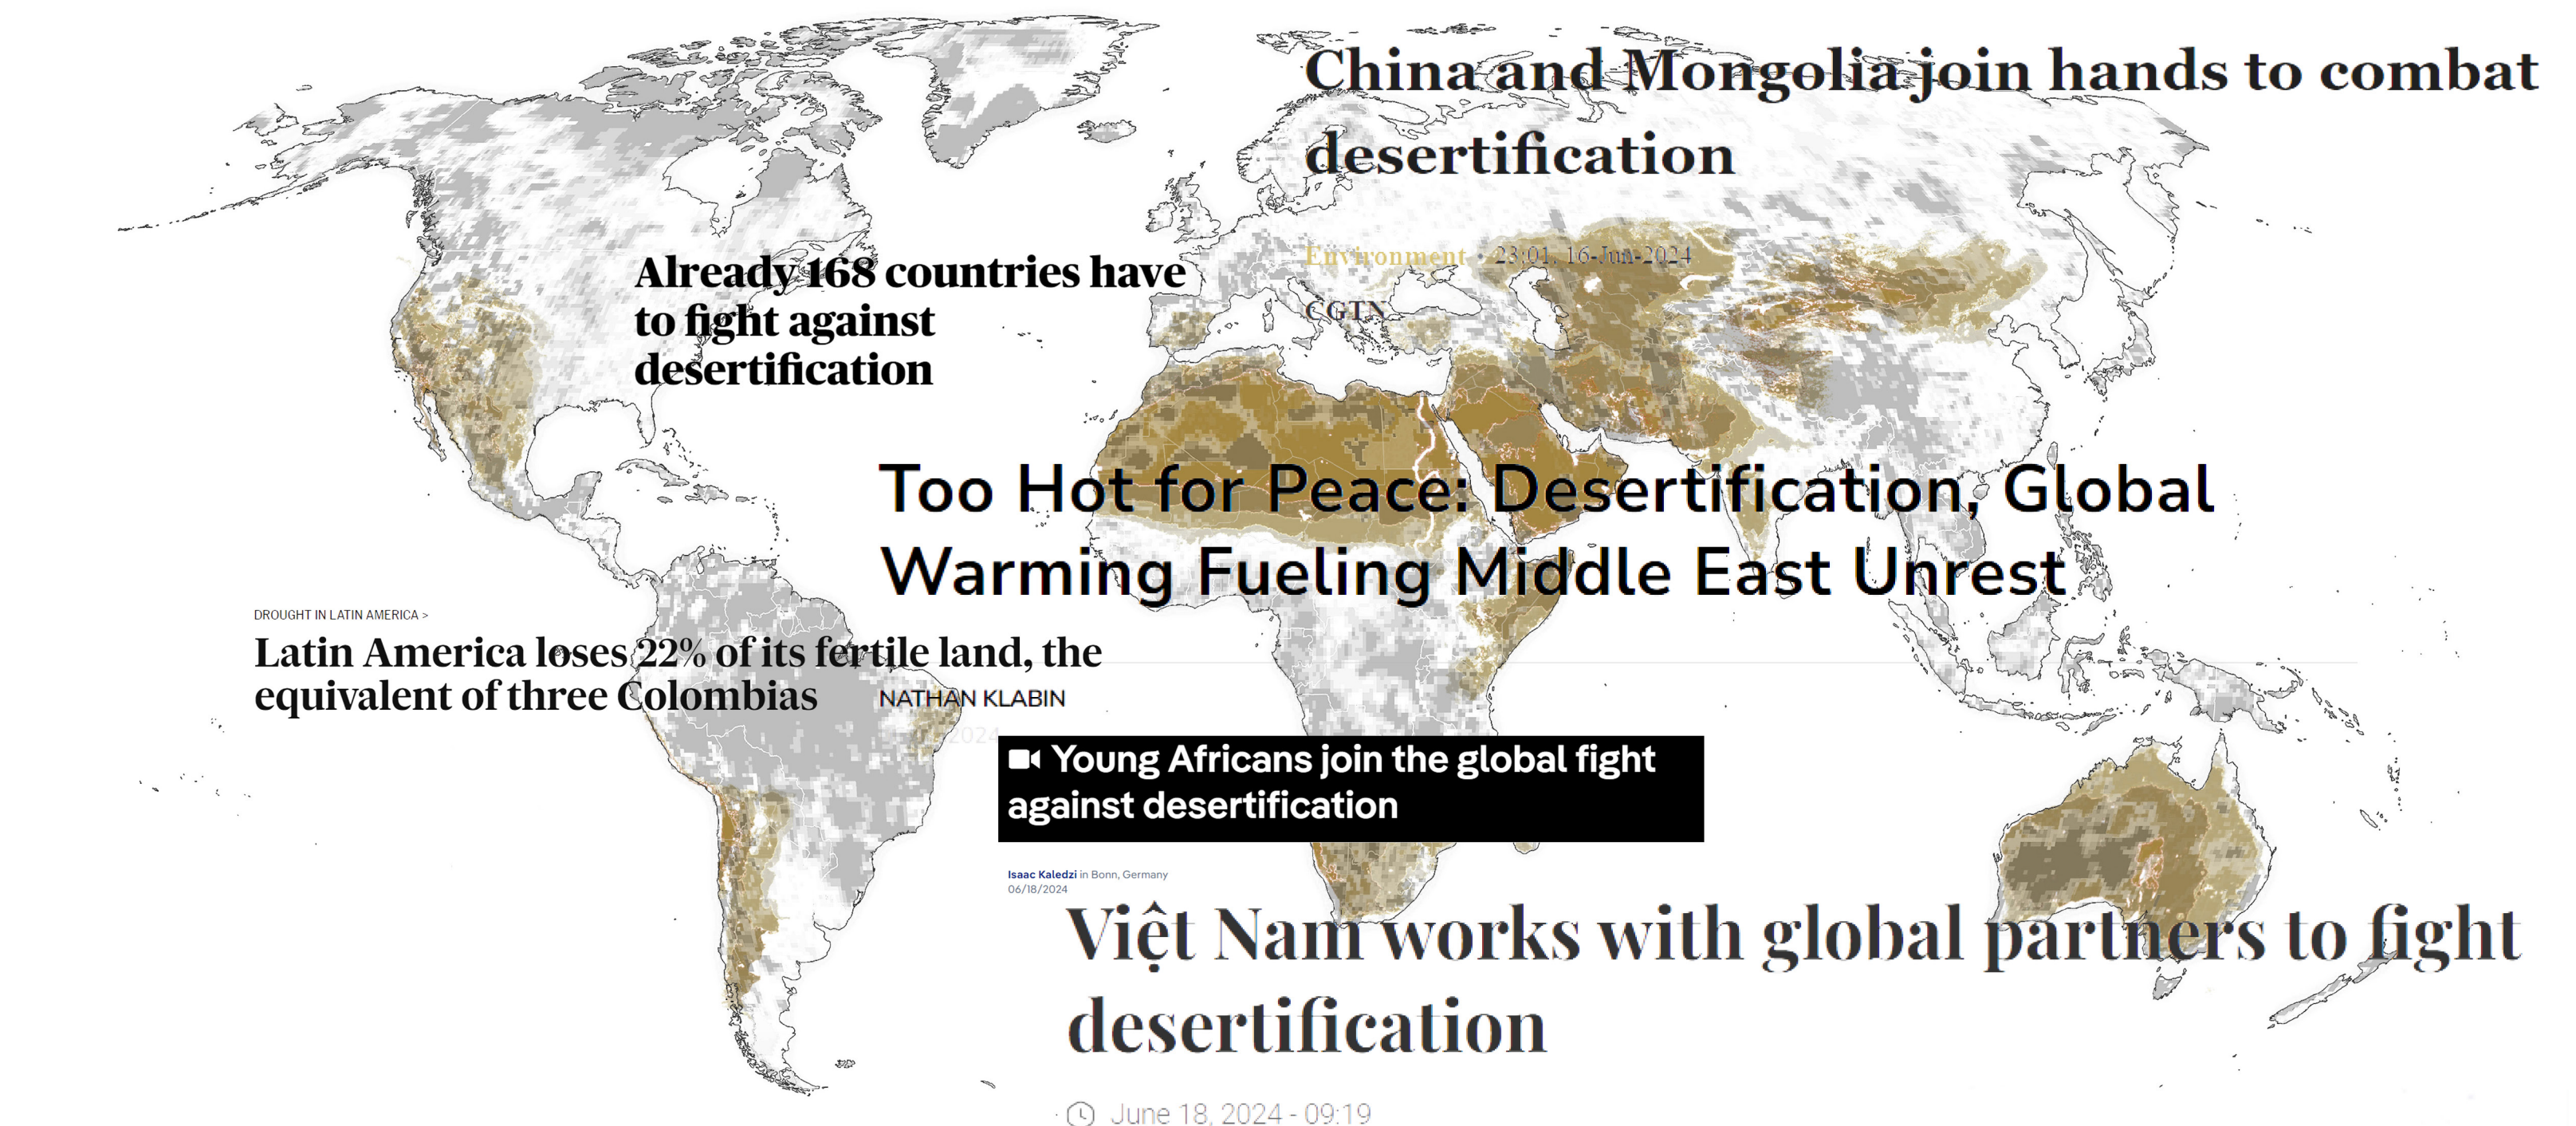 China and Mongolia join hands to combat
desertification
Environment • 23:01, 16-Jun-2024
CGTN
Already 168 countries have
to fight against
desertification
Too Hot for Peace: Desertification, Global
Warming Fueling Middle East Unrest
NATHAN KLABIN
2024
DROUGHT IN LATIN AMERICA >
Latin America loses 22% of its fertile land, the
equivalent of three Colombias
Young Africans join the global fight
against desertification
Isaac Kaledzi in Bonn, Germany
06/18/2024
Việt Nam works with global partners to fight
desertification
June 18, 2024 - 09:19